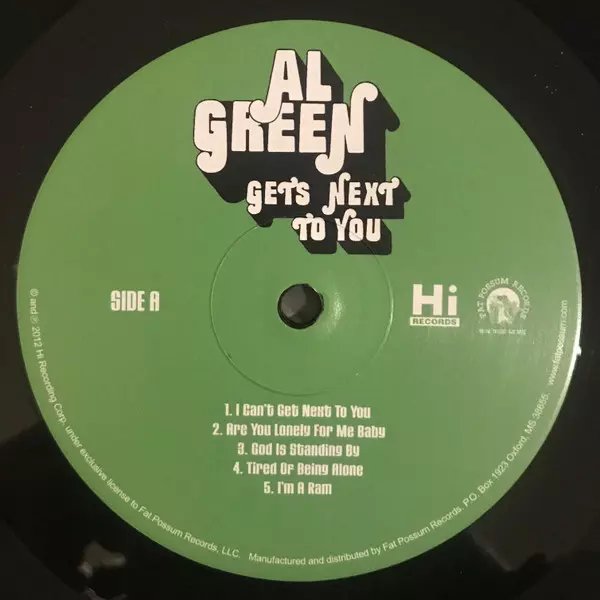 AL
GREEN
GETS NEXT
TO YOU
SIDE A
Hi
RECORDS
FAT POSSUM RECORDS
1. I Can't Get Next To You
2. Are You Lonely For Me Baby
3. God Is Standing By
4. Tired Of Being Alone
5. I'm A Ram
© and ℗ 2012 Hi Recording Corp. under exclusive license to Fat Possum Records, LLC. Manufactured and distributed by Fat Possum Records. P.O. Box 1923 Oxford, MS 38655. www.fatpossum.com